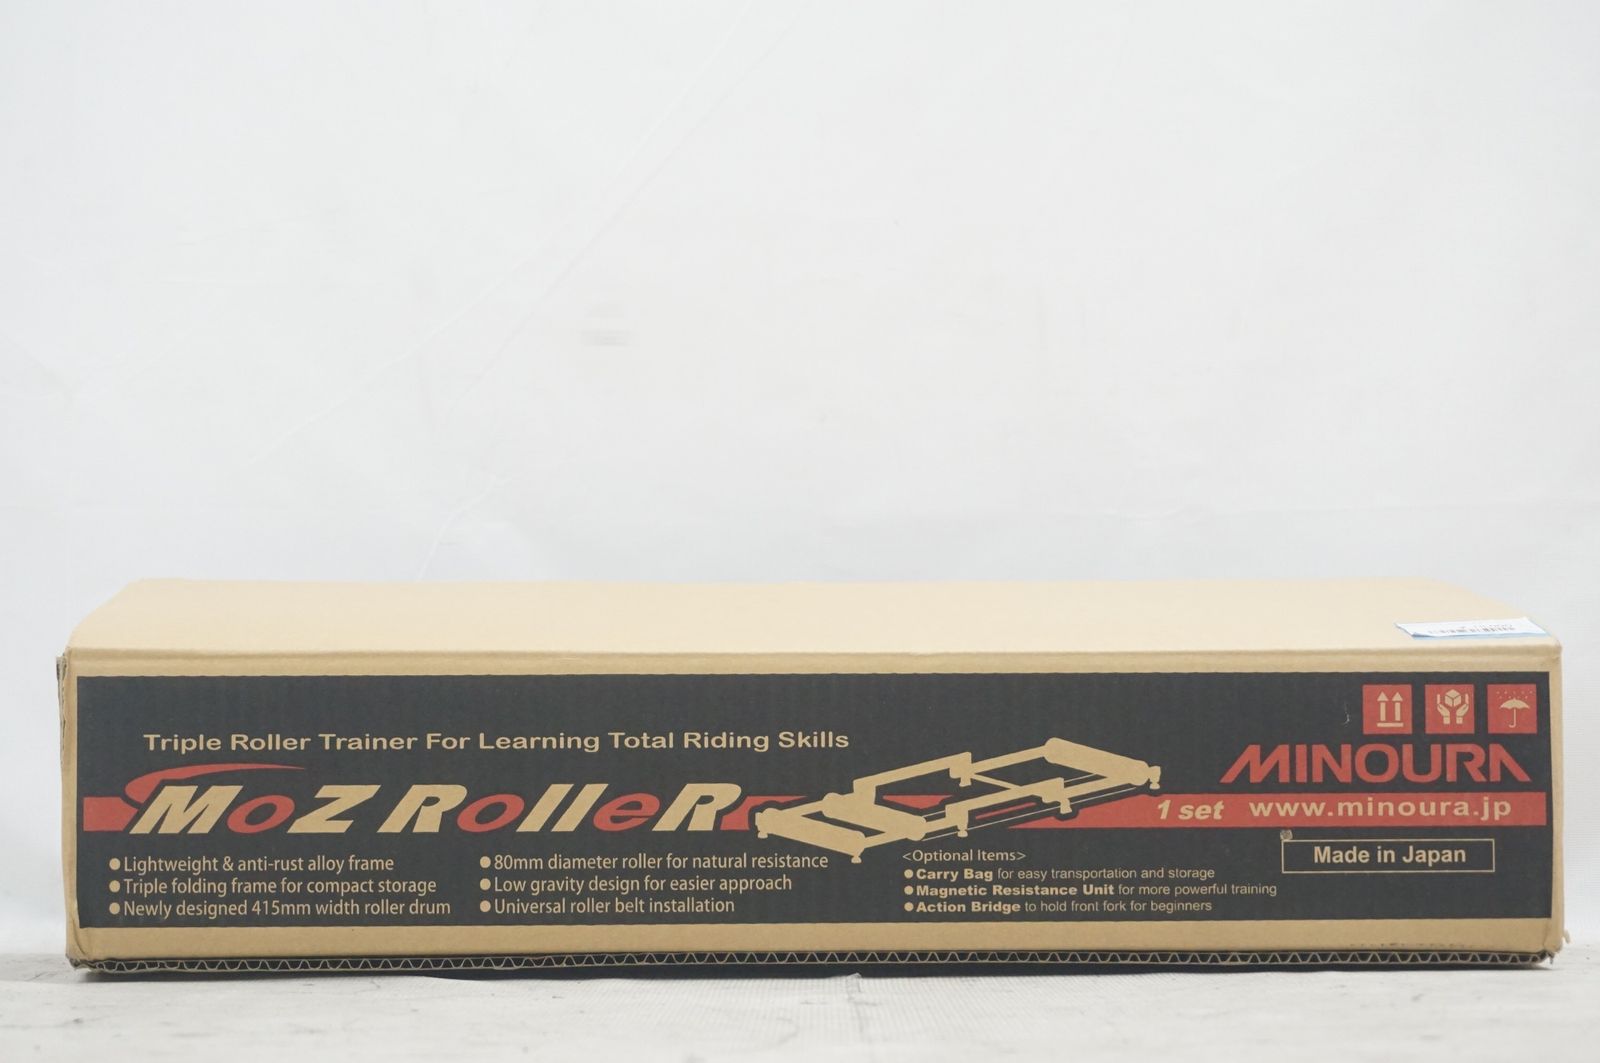 Triple Roller Trainer For Learning Total Riding Skills
MoZ RolleR
MINOURA
1 set www.minoura.jp
Made in Japan
●Lightweight & anti-rust alloy frame
●Triple folding frame for compact storage
●Newly designed 415mm width roller drum
●80mm diameter roller for natural resistance
●Low gravity design for easier approach
●Universal roller belt installation
<Optional Items>
●Carry Bag for easy transportation and storage
●Magnetic Resistance Unit for more powerful training
●Action Bridge to hold front fork for beginners